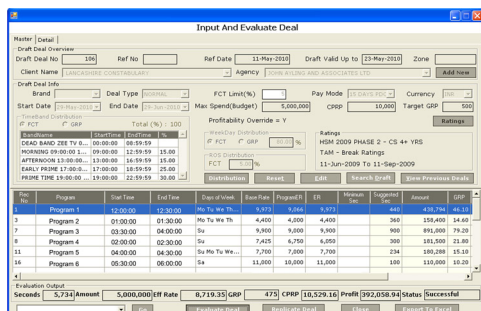 Input And Evaluate Deal
Master Detail
Draft Deal Overview
Draft Deal No 106 Ref No Ref Date 11-May-2010 Draft Valid Up to 23-May-2010 Zone
Client Name LANCASHIRE CONSTABULARY Agency JOHN AYLING AND ASSOCIATES LTD Add New
Draft Deal Info
Brand Deal Type NORMAL FCT Limit(%) 5 Pay Mode 15 DAYS PDC Currency INR
Start Date 29-May-2010 End Date 29-Jun-2010 Max Spend(Budget) 5,000,000 CPRP 10,000 Target GRP 500
TimeBand Distribution
FCT GRP Total (%) : 100
Profitability Override = Y
Ratings
BandName StartTime EndTime %
DEAD BAND ZEE TV 0... 00:00:00 08:59:59
MORNING 09:00:00 1... 09:00:00 12:59:59 15.00
AFTERNOON 13:00:00... 13:00:00 16:59:59 15.00
EARLY PRIME 17:00:0... 17:00:00 18:59:59 25.00
PRIME TIME 19:00:00 ... 19:00:00 22:59:59 30.00
WeekDay Distribution
FCT GRP 50.00 %
ROS Distribution
FCT 5.00 %
Ratings
HSM 2009 PHASE 2 - CS 4+ YRS
TAM - Break Ratings
11-Jun-2009 To 11-Sep-2009
Distribution Reset Edit Search Draft View Previous Deals
Rec No Program Start Time End Time Days of Week Base Rate ProgramER ER Minimum Sec Suggested Sec Amount GRP
1 Program 1 12:00:00 12:30:00 Mo Tu We Th... 9,973 9,066 9,973 440 438,794 46.10
3 Program 2 01:00:00 01:30:00 Mo Tu We Th 4,400 4,000 4,400 360 158,400 14.60
7 Program 3 03:30:00 04:00:00 Su 9,900 9,000 9,900 900 891,000 79.20
8 Program 4 02:00:00 02:30:00 Su 7,425 6,750 6,050 300 181,500 21.80
11 Program 5 04:00:00 04:30:00 Su Mo Tu We... 7,700 7,000 7,700 234 180,288 15.10
16 Program 6 05:30:00 06:00:00 Sa 11,000 10,000 11,000 100 110,000 10.20
Evaluation Output
Seconds 5,734 Amount 5,000,000 Eff Rate 8,719.35 GRP 475 CPRP 10,529.16 Profit 392,058.94 Status Successful
Go Evaluate Deal Replicate Deal Close Export To Excel